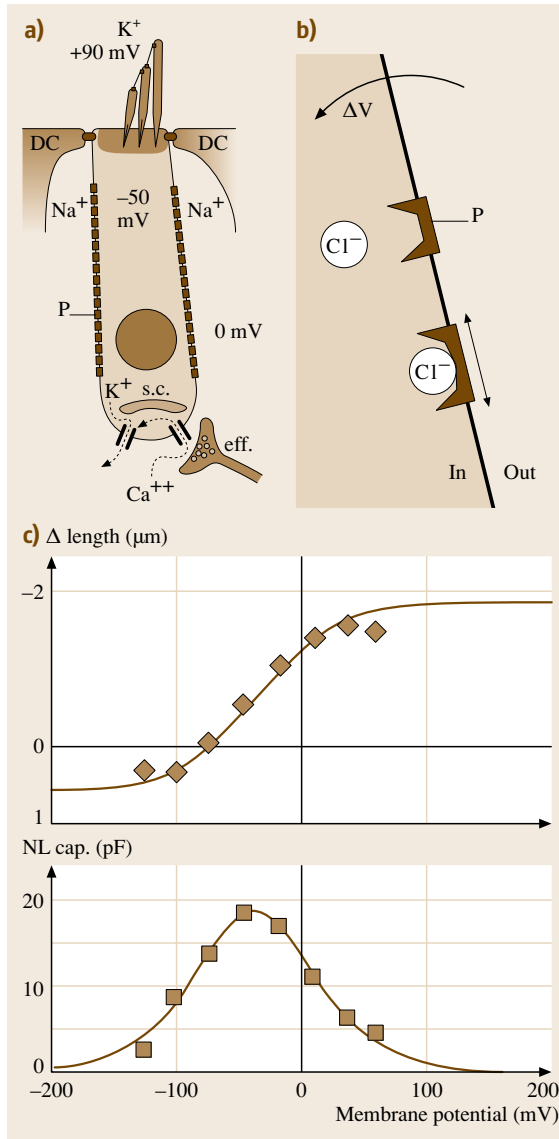 a)
K⁺
+90 mV
DC
DC
Na⁺
–50
mV
Na⁺
P
0 mV
K⁺
s.c.
eff.
Ca⁺⁺
b)
ΔV
P
Cl⁻
Cl⁻
In
Out
c) Δ length (μm)
–2
0
1
NL cap. (pF)
20
10
0
–200
–100
0
100
200
Membrane potential (mV)